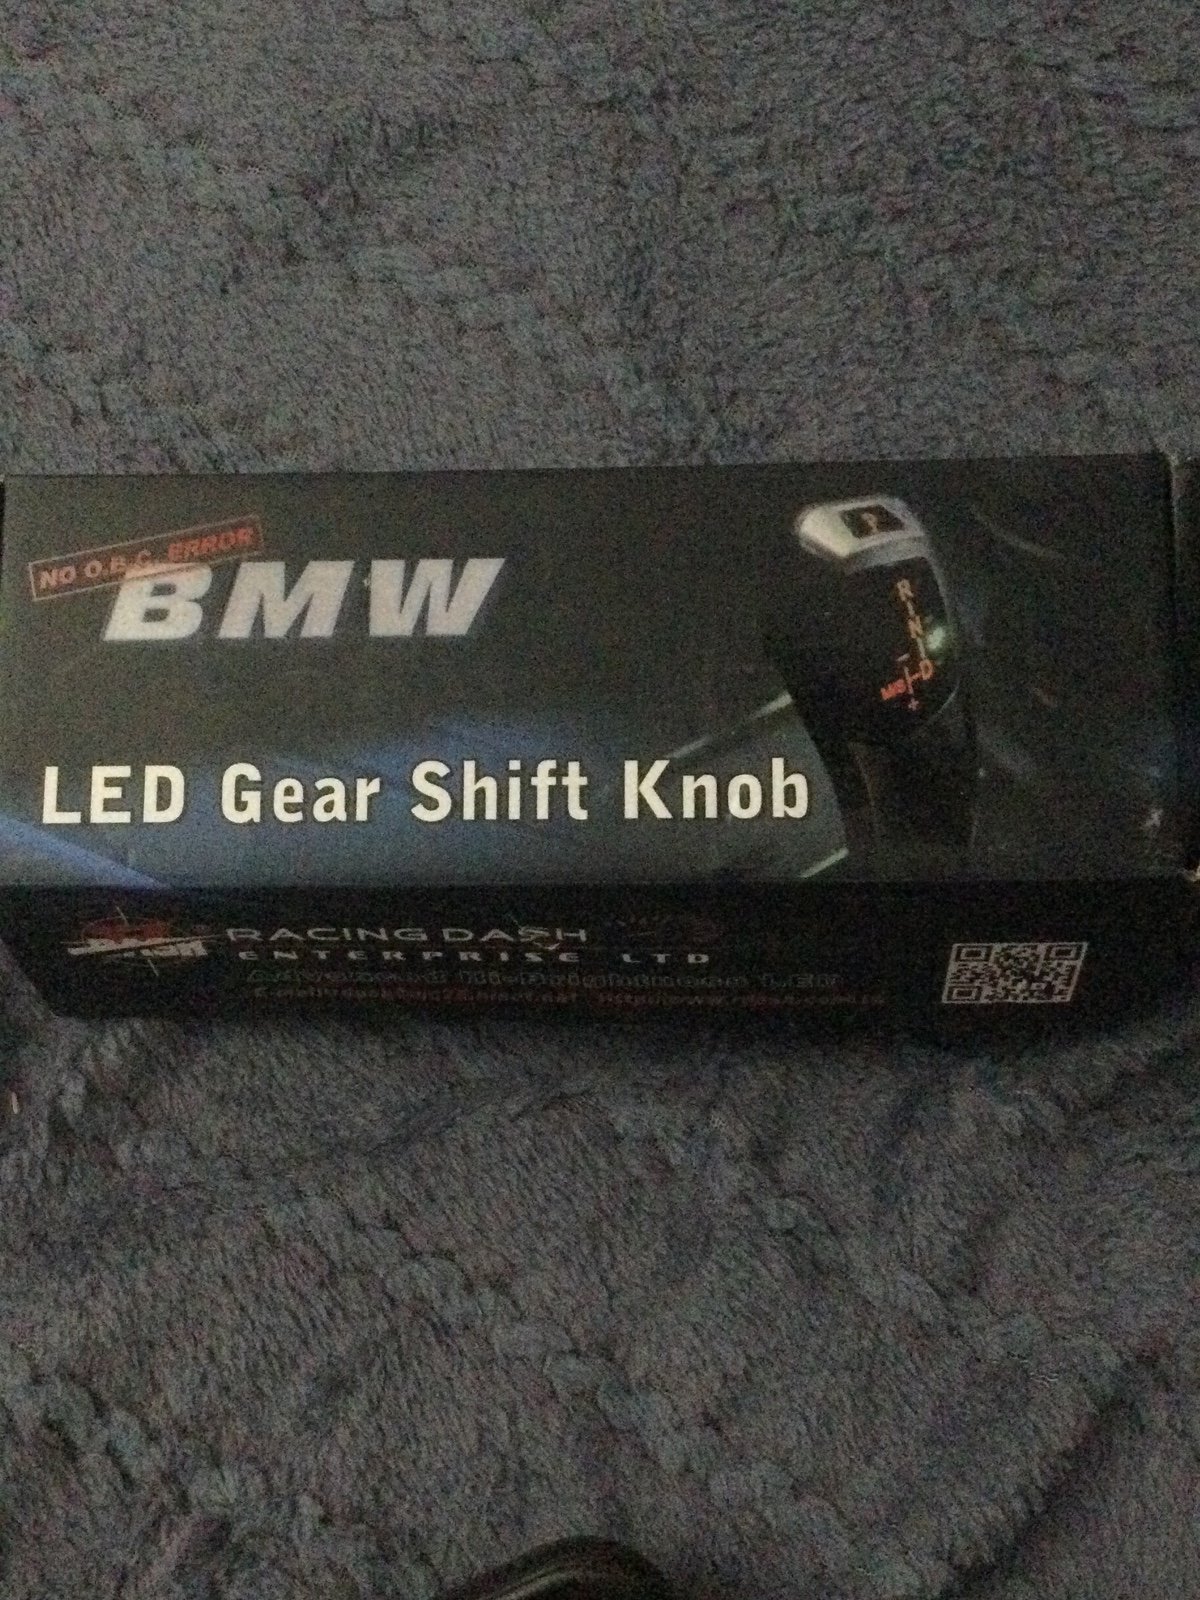 NO O.B.C. ERROR
BMW
LED Gear Shift Knob
P
R
N
D
M/S
+
RACING DASH
ENTERPRISE LTD